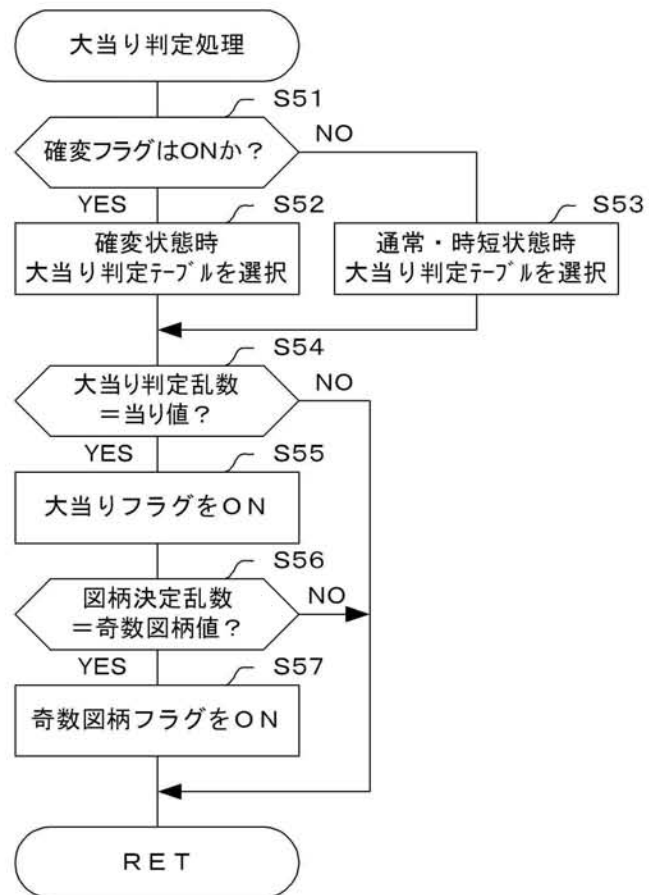 大当り判定処理
S51
確変フラグはONか？
NO
YES
S52
S53
確変状態時
大当り判定テーブルを選択
通常・時短状態時
大当り判定テーブルを選択
S54
大当り判定乱数
＝当り値？
NO
YES
S55
大当りフラグをＯＮ
S56
図柄決定乱数
＝奇数図柄値？
NO
YES
S57
奇数図柄フラグをＯＮ
ＲＥＴ